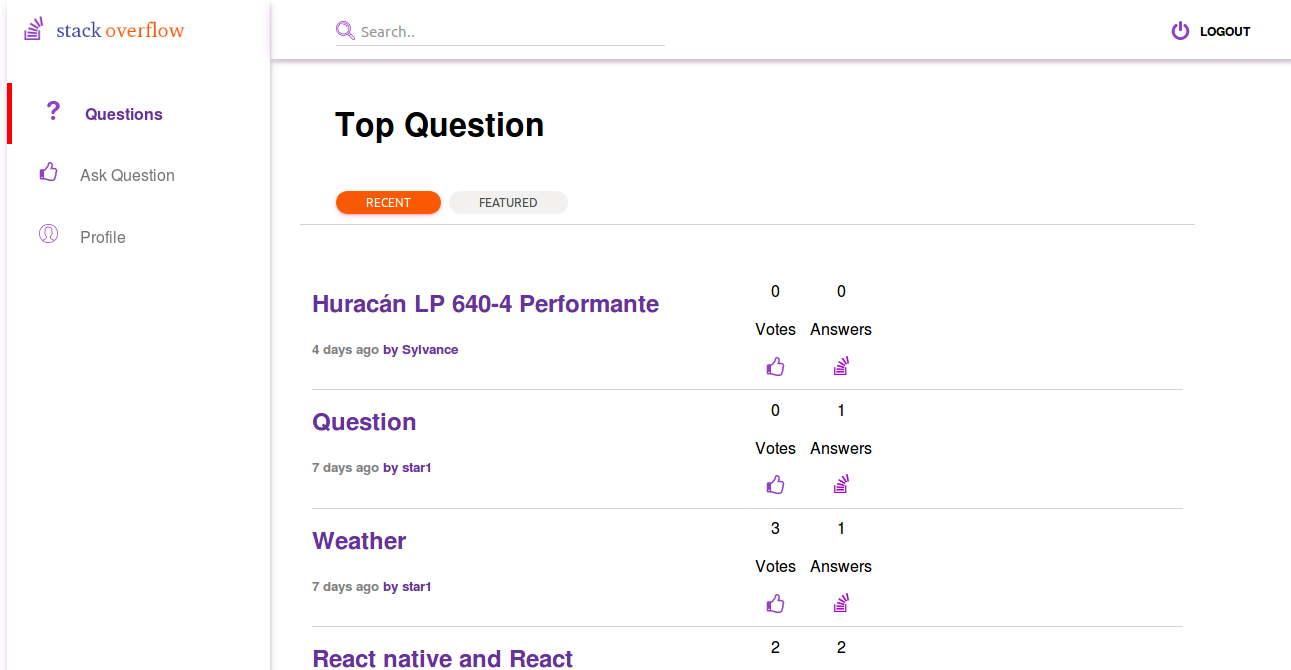 stack overflow
Search..
LOGOUT
? Questions
Ask Question
Profile
Top Question
RECENT FEATURED
Huracán LP 640-4 Performante
4 days ago by Sylvance
0 0
Votes Answers
Question
7 days ago by star1
0 1
Votes Answers
Weather
7 days ago by star1
3 1
Votes Answers
React native and React
2 2